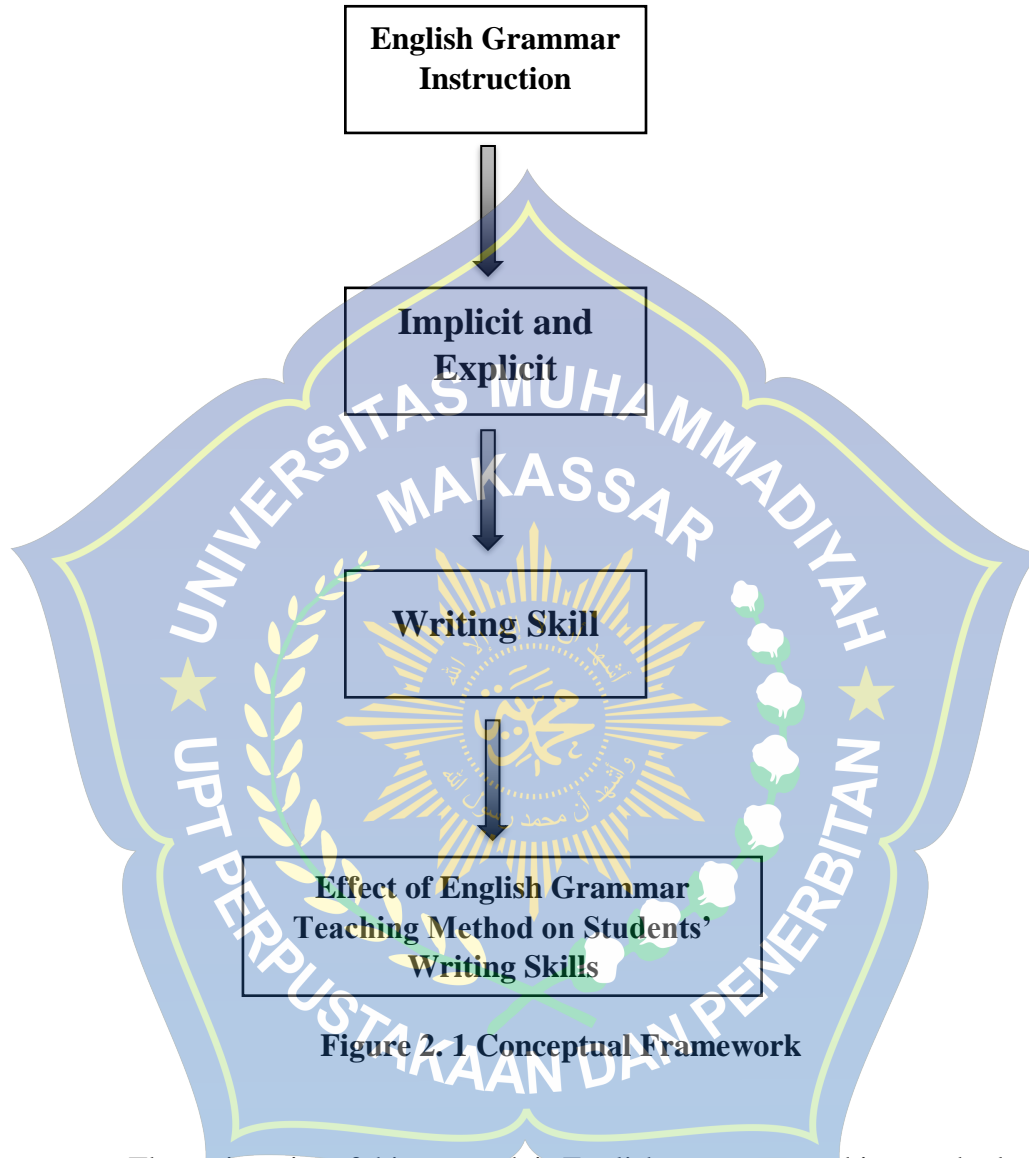 English Grammar
Instruction
Implicit and
Explicit
UNIVERSITAS MUHAMMADIYAH
MAKASSAR
Writing Skill
Effect of English Grammar
Teaching Method on Students’
Writing Skills
UPT PERPUSTAKAAN DAN PENERBITAN
Figure 2. 1 Conceptual Framework